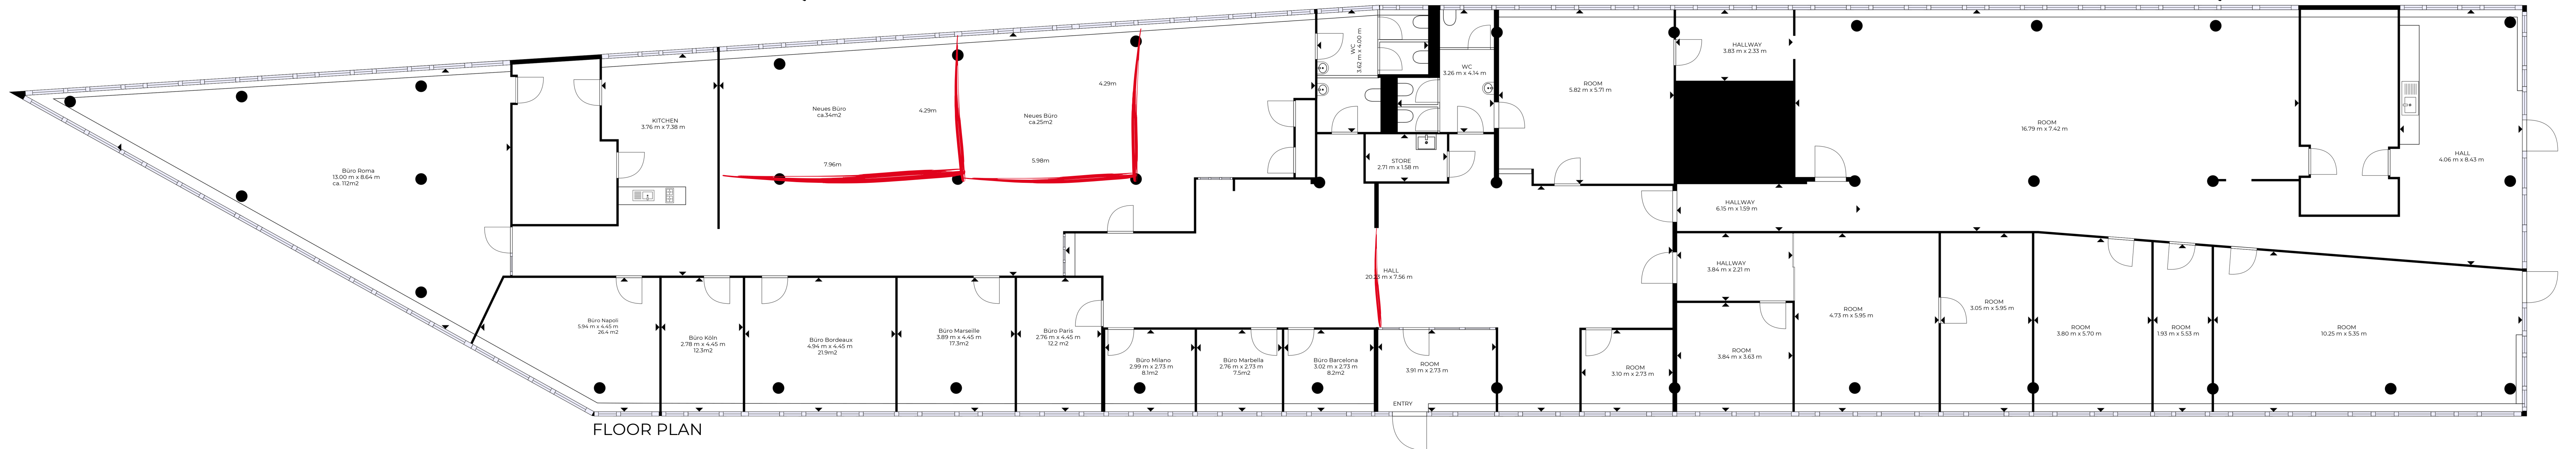 Büro Roma
13.00 m x 8.64 m
ca. 112m2
KITCHEN
3.76 m x 7.38 m
Neues Büro
ca.34m2
4.29m
7.96m
Neues Büro
ca.25m2
4.29m
5.98m
WC
3.62 m x 4.00 m
WC
3.26 m x 4.14 m
STORE
2.71 m x 1.58 m
ROOM
5.82 m x 5.71 m
HALLWAY
3.83 m x 2.33 m
ROOM
16.79 m x 7.42 m
HALL
4.06 m x 8.43 m
HALLWAY
6.15 m x 1.59 m
HALL
m x 7.56 m
HALLWAY
3.84 m x 2.21 m
Büro Napoli
5.94 m x 4.45 m
26.4 m2
Büro Köln
2.78 m x 4.45 m
12.3m2
Büro Bordeaux
4.94 m x 4.45 m
21.9m2
Büro Marseille
3.89 m x 4.45 m
17.3m2
Büro Paris
2.76 m x 4.45 m
12.2 m2
Büro Milano
2.99 m x 2.73 m
8.1m2
Büro Marbella
2.76 m x 2.73 m
7.5m2
Büro Barcelona
3.02 m x 2.73 m
8.2m2
ROOM
3.91 m x 2.73 m
ROOM
3.10 m x 2.73 m
ROOM
3.84 m x 3.63 m
ROOM
4.73 m x 5.95 m
ROOM
3.05 m x 5.95 m
ROOM
3.80 m x 5.70 m
ROOM
1.93 m x 5.53 m
ROOM
10.25 m x 5.35 m
ENTRY
FLOOR PLAN